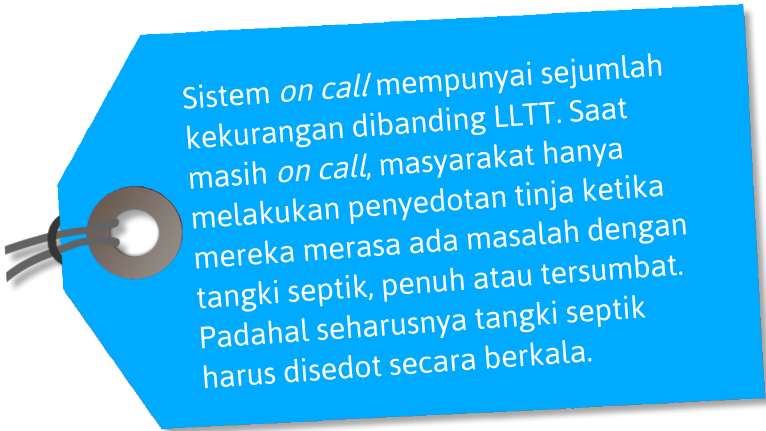 Sistem on call mempunyai sejumlah
kekurangan dibanding LLTT. Saat
masih on call, masyarakat hanya
melakukan penyedotan tinja ketika
mereka merasa ada masalah dengan
tangki septik, penuh atau tersumbat.
Padahal seharusnya tangki septik
harus disedot secara berkala.